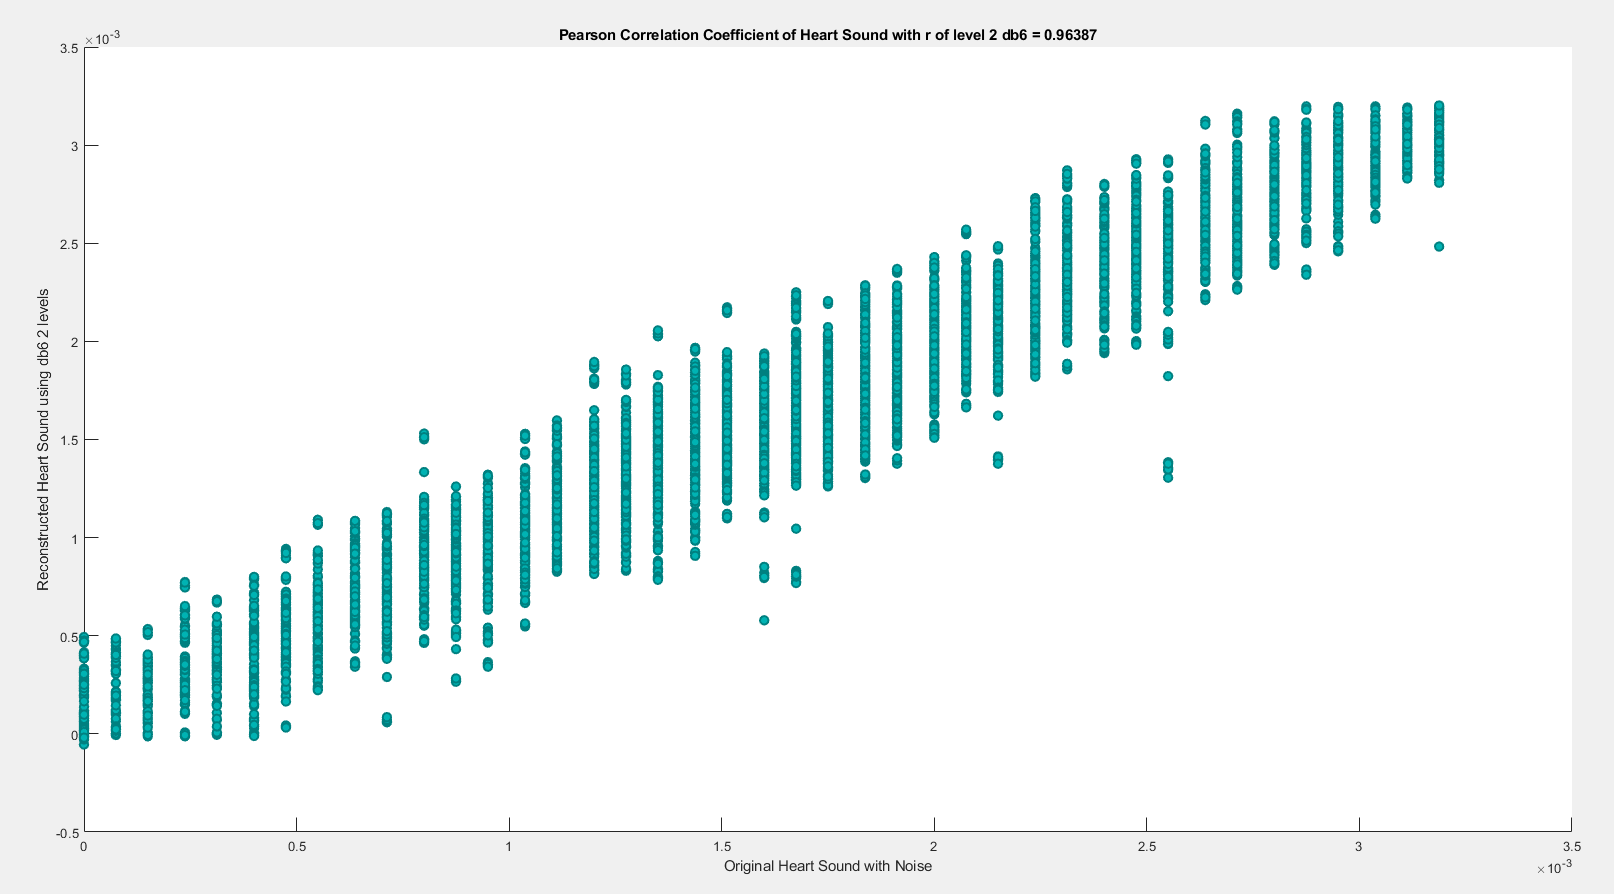 Pearson Correlation Coefficient of Heart Sound with r of level 2 db6 = 0.96387
×10-3
3.5
3
2.5
2
1.5
1
0.5
0
-0.5
Reconstructed Heart Sound using db6 2 levels
0 0.5 1 1.5 2 2.5 3 3.5
Original Heart Sound with Noise
×10-3